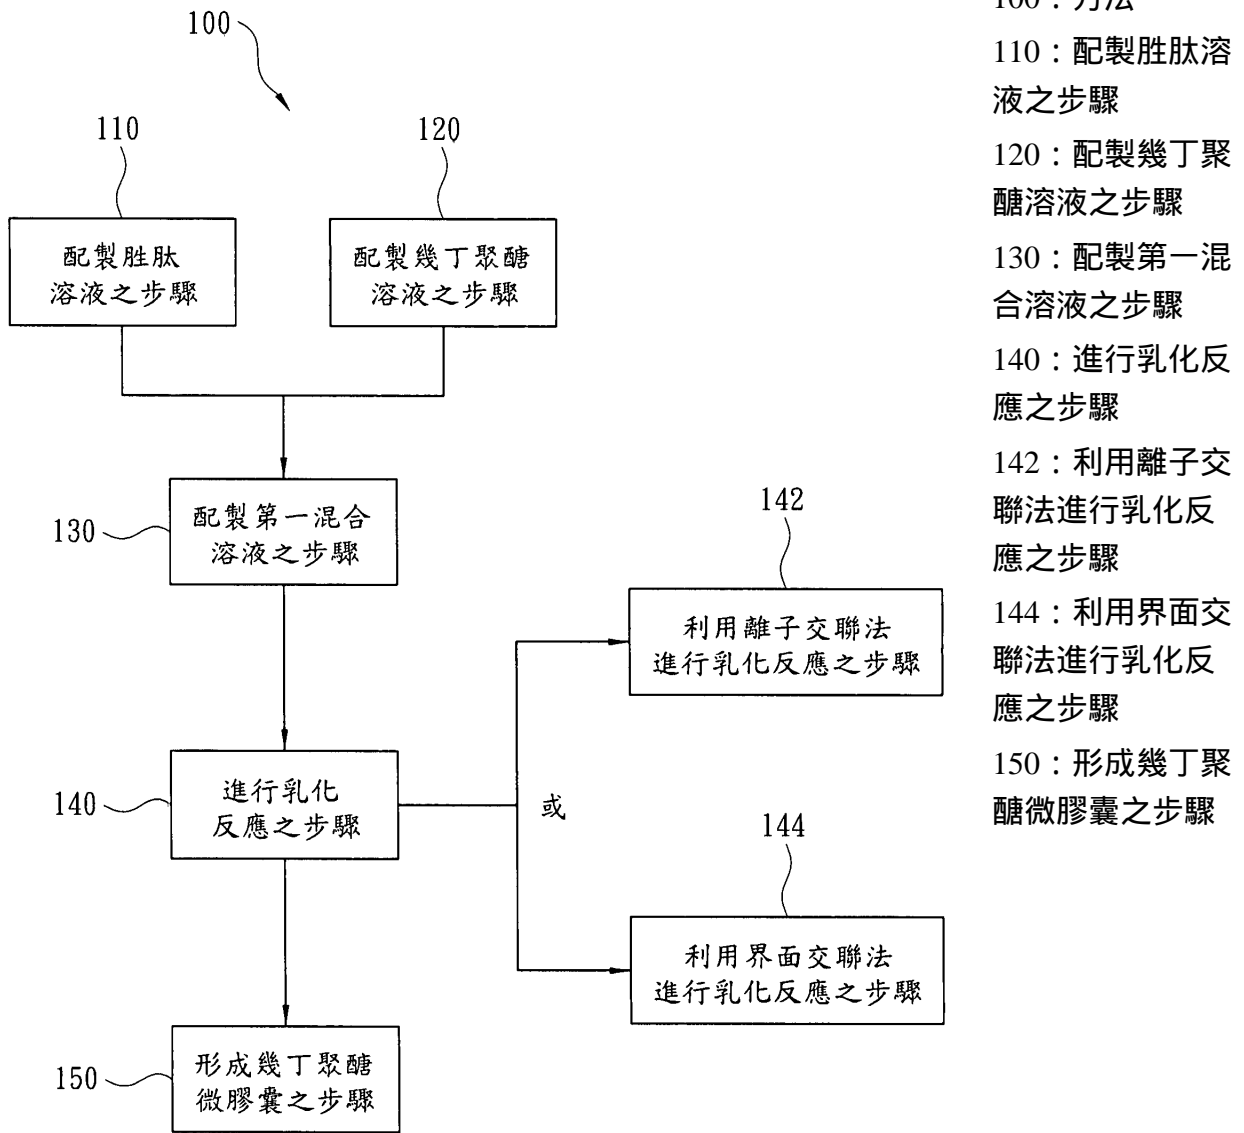 100
110
120
配製胜肽
溶液之步驟
配製幾丁聚醣
溶液之步驟
130
配製第一混合
溶液之步驟
142
利用離子交聯法
進行乳化反應之步驟
140
進行乳化
反應之步驟
或
144
利用界面交聯法
進行乳化反應之步驟
150
形成幾丁聚醣
微膠囊之步驟
100：方法
110：配製胜肽溶
液之步驟
120：配製幾丁聚
醣溶液之步驟
130：配製第一混
合溶液之步驟
140：進行乳化反
應之步驟
142：利用離子交
聯法進行乳化反
應之步驟
144：利用界面交
聯法進行乳化反
應之步驟
150：形成幾丁聚
醣微膠囊之步驟